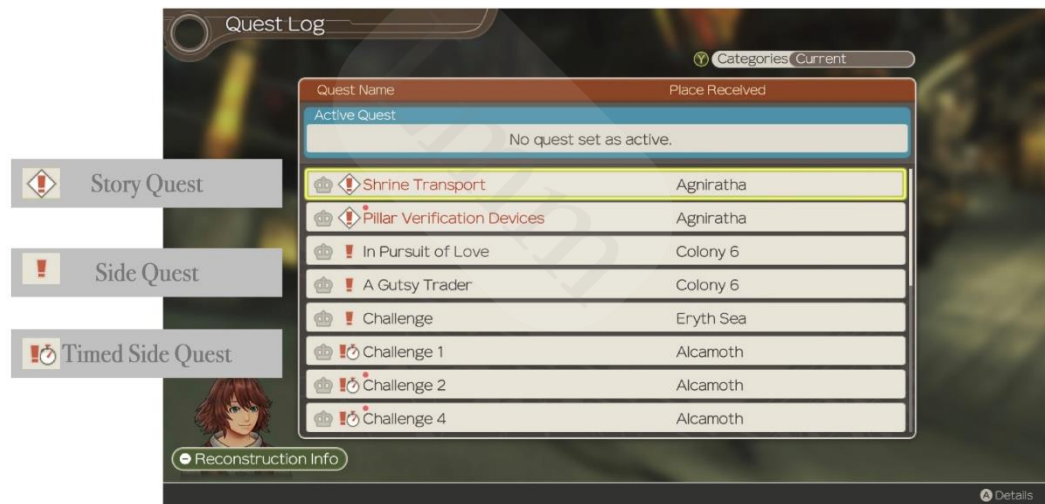 Quest Log
Y Categories Current
Quest Name Place Received
Active Quest
No quest set as active.
Shrine Transport Agniratha
Pillar Verification Devices Agniratha
In Pursuit of Love Colony 6
A Gutsy Trader Colony 6
Challenge Eryth Sea
Challenge 1 Alcamoth
Challenge 2 Alcamoth
Challenge 4 Alcamoth
Reconstruction Info
A Details
Story Quest
Side Quest
Timed Side Quest